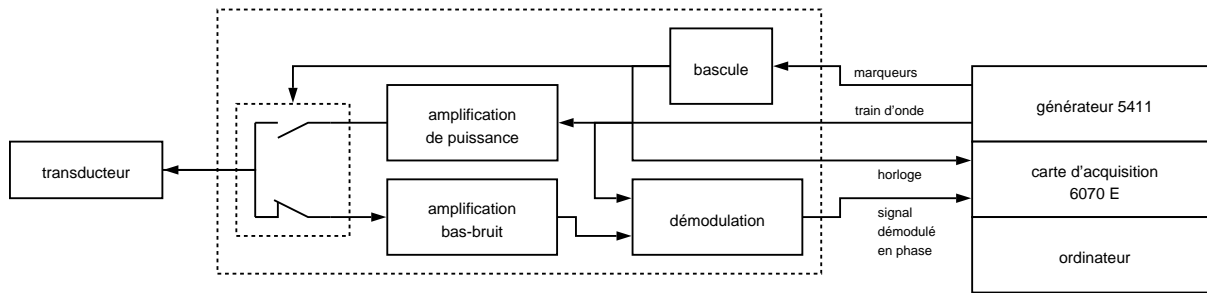 bascule
marqueurs
générateur 5411
amplification
de puissance
train d'onde
transducteur
horloge
carte d'acquisition
6070 E
amplification
bas-bruit
démodulation
signal
démodulé
en phase
ordinateur